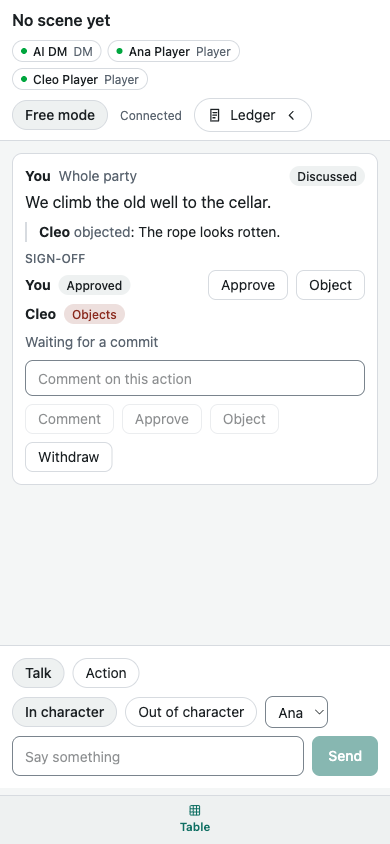 No scene yet
AI DM DM
Ana Player Player
Cleo Player Player
Free mode Connected Ledger
You Whole party Discussed
We climb the old well to the cellar.
Cleo objected: The rope looks rotten.
SIGN-OFF
You Approved Approve Object
Cleo Objects
Waiting for a commit
Comment on this action
Comment Approve Object
Withdraw
Talk Action
In character Out of character Ana
Say something Send
Table